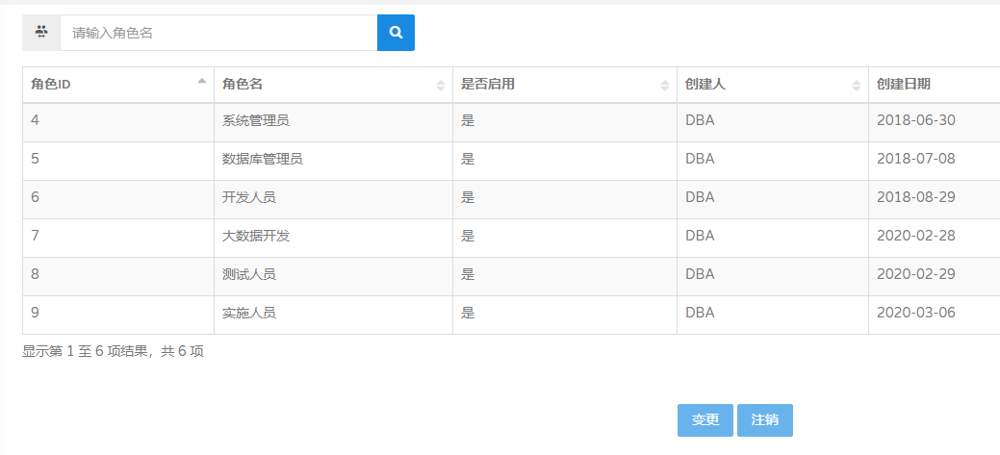 请输入角色名
角色ID 角色名 是否启用 创建人 创建日期
4 系统管理员 是 DBA 2018-06-30
5 数据库管理员 是 DBA 2018-07-08
6 开发人员 是 DBA 2018-08-29
7 大数据开发 是 DBA 2020-02-28
8 测试人员 是 DBA 2020-02-29
9 实施人员 是 DBA 2020-03-06
显示第 1 至 6 项结果，共 6 项
变更 注销